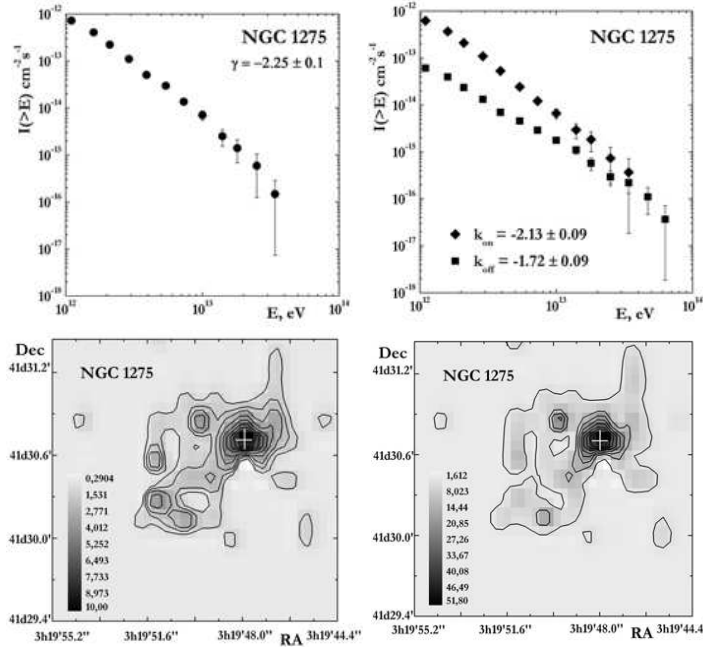 NGC 1275
γ = −2.25 ± 0.1
I(>E) cm⁻² s⁻¹
10⁻¹²
10⁻¹³
10⁻¹⁴
10⁻¹⁵
10⁻¹⁶
10⁻¹⁷
10⁻¹⁸
10¹²
10¹³
10¹⁴
E, eV
NGC 1275
I(>E) cm⁻² s⁻¹
10⁻¹²
10⁻¹³
10⁻¹⁴
10⁻¹⁵
10⁻¹⁶
10⁻¹⁷
10⁻¹⁸
k on = -2.13 ± 0.09
k off = -1.72 ± 0.09
10¹²
10¹³
10¹⁴
E, eV
Dec
41d31.2'
NGC 1275
41d30.6'
0,2904
1,531
2,771
4,012
5,252
6,493
7,733
8,973
10,00
41d30.0'
41d29.4'
3h19'55.2" 3h19'51.6" 3h19'48.0" RA 3h19'44.4"
Dec
41d31.2'
NGC 1275
41d30.6'
1,612
8,023
14,44
20,85
27,26
33,67
40,08
46,49
51,80
41d30.0'
41d29.4'
3h19'55.2" 3h19'51.6" 3h19'48.0" RA 3h19'44.4"